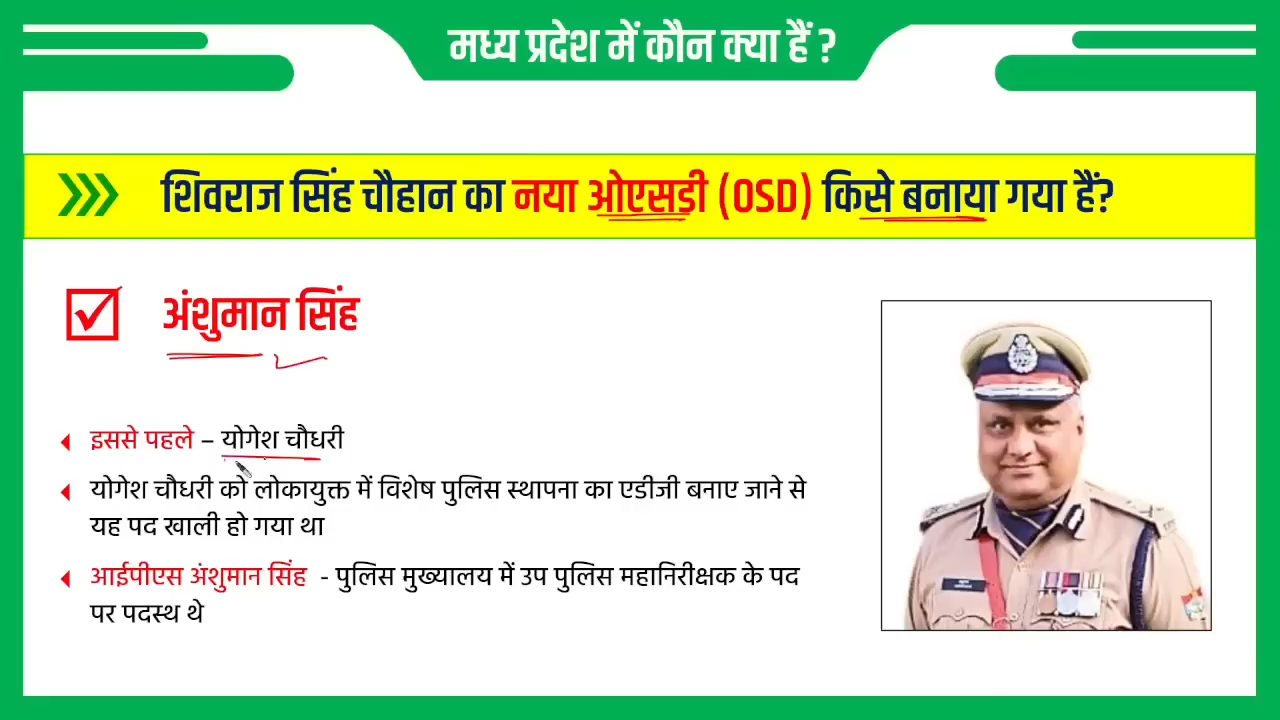 मध्य प्रदेश में कौन क्या हैं ?
शिवराज सिंह चौहान का नया ओएसडी (OSD) किसे बनाया गया हैं?
अंशुमान सिंह
इससे पहले – योगेश चौधरी
योगेश चौधरी को लोकायुक्त में विशेष पुलिस स्थापना का एडीजी बनाए जाने से
यह पद खाली हो गया था
आईपीएस अंशुमान सिंह - पुलिस मुख्यालय में उप पुलिस महानिरीक्षक के पद
पर पदस्थ थे